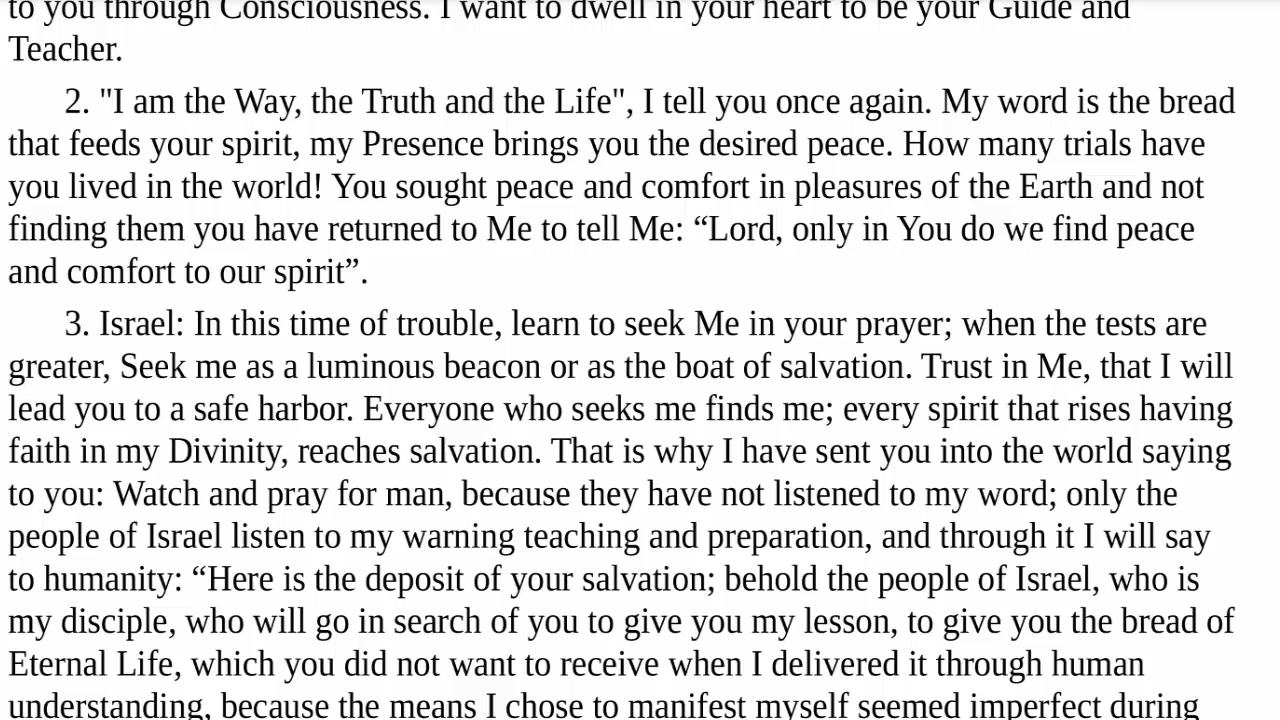 to you through Consciousness. I want to dwell in your heart to be your Guide and
Teacher.
2. "I am the Way, the Truth and the Life", I tell you once again. My word is the bread
that feeds your spirit, my Presence brings you the desired peace. How many trials have
you lived in the world! You sought peace and comfort in pleasures of the Earth and not
finding them you have returned to Me to tell Me: “Lord, only in You do we find peace
and comfort to our spirit”.
3. Israel: In this time of trouble, learn to seek Me in your prayer; when the tests are
greater, Seek me as a luminous beacon or as the boat of salvation. Trust in Me, that I will
lead you to a safe harbor. Everyone who seeks me finds me; every spirit that rises having
faith in my Divinity, reaches salvation. That is why I have sent you into the world saying
to you: Watch and pray for man, because they have not listened to my word; only the
people of Israel listen to my warning teaching and preparation, and through it I will say
to humanity: “Here is the deposit of your salvation; behold the people of Israel, who is
my disciple, who will go in search of you to give you my lesson, to give you the bread of
Eternal Life, which you did not want to receive when I delivered it through human
understanding, because the means I chose to manifest myself seemed imperfect during